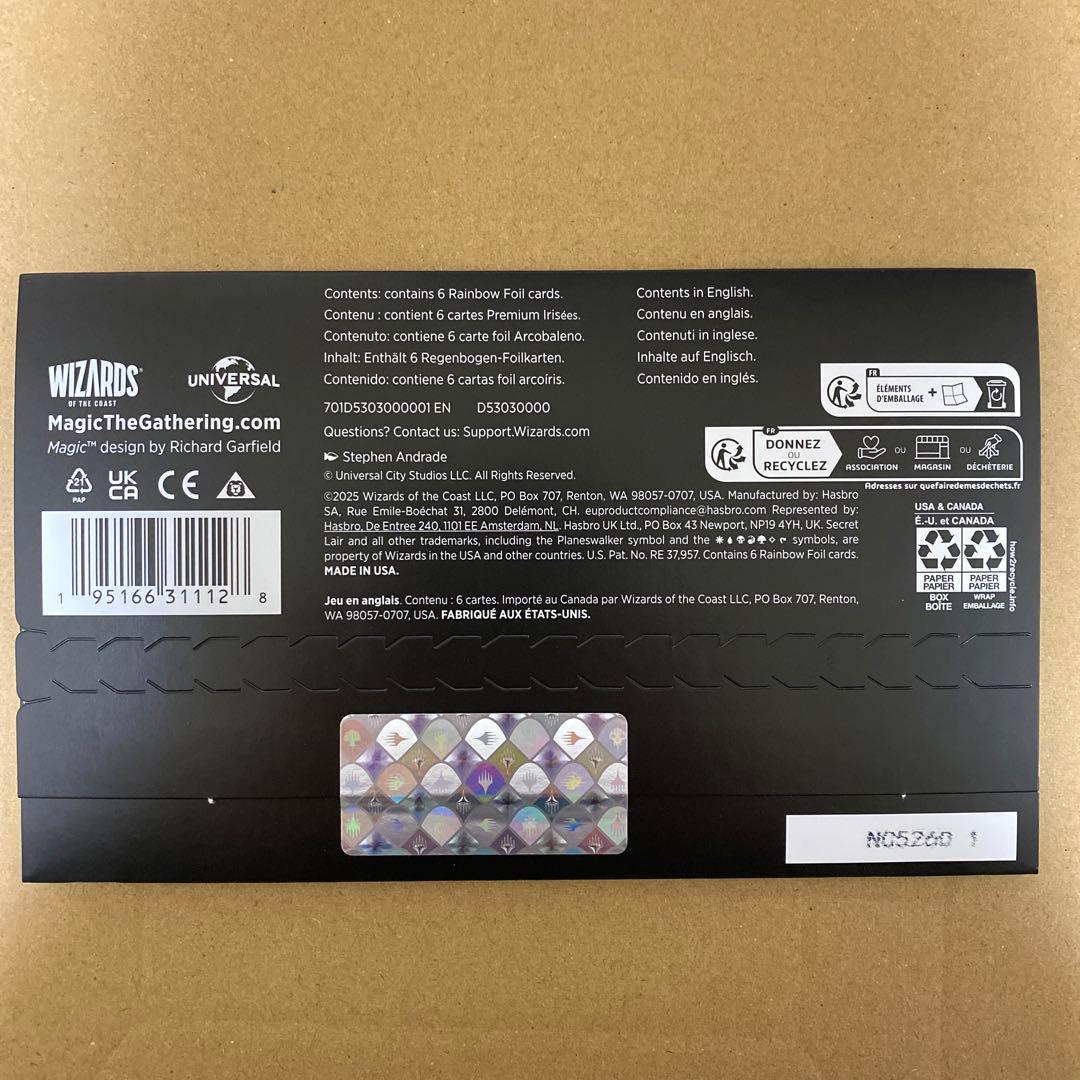 Contents: contains 6 Rainbow Foil cards.
Contenu : contient 6 cartes Premium Irisées.
Contenuto: contiene 6 carte foil Arcobaleno.
Inhalt: Enthält 6 Regenbogen-Foilkarten.
Contenido: contiene 6 cartas foil arcoíris.
Contents in English.
Contenu en anglais.
Contenuti in inglese.
Inhalte auf Englisch.
Contenido en inglés.
WIZARDS
OF THE COAST
UNIVERSAL
MagicTheGathering.com
Magic™ design by Richard Garfield
21
PAP
UK
CA
CE
1 95166 31112 8
701D5303000001 EN D53030000
Questions? Contact us: Support.Wizards.com
Stephen Andrade
© Universal City Studios LLC. All Rights Reserved.
©2025 Wizards of the Coast LLC, PO Box 707, Renton, WA 98057-0707, USA. Manufactured by: Hasbro
SA, Rue Emile-Boéchat 31, 2800 Delémont, CH. euproductcompliance@hasbro.com Represented by:
Hasbro, De Entree 240, 1101 EE Amsterdam, NL. Hasbro UK Ltd., PO Box 43 Newport, NP19 4YH, UK. Secret
Lair and all other trademarks, including the Planeswalker symbol and the symbols, are
property of Wizards in the USA and other countries. U.S. Pat. No. RE 37,957. Contains 6 Rainbow Foil cards.
MADE IN USA.
Jeu en anglais. Contenu : 6 cartes. Importé au Canada par Wizards of the Coast LLC, PO Box 707, Renton,
WA 98057-0707, USA. FABRIQUÉ AUX ÉTATS-UNIS.
FR
ÉLÉMENTS
D'EMBALLAGE
+
FR
DONNEZ
OU
RECYCLEZ
ASSOCIATION
OU
MAGASIN
OU
DÉCHÈTERIE
Adresses sur quefairedemesdechets.fr
USA & CANADA
É.-U. et CANADA
PAPER
PAPIER
BOX
BOÎTE
PAPER
PAPIER
WRAP
EMBALLAGE
how2recycle.info
NG5260 1